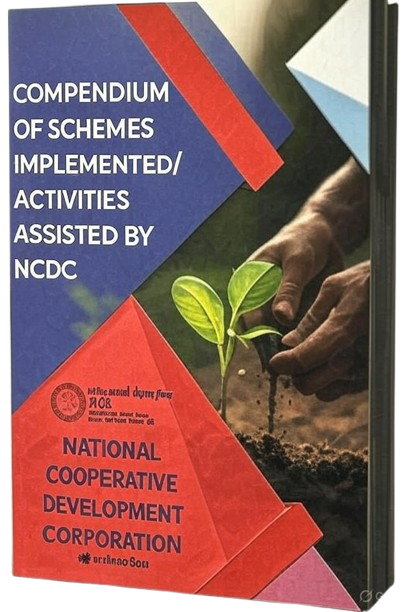 COMPENDIUM
OF SCHEMES
IMPLEMENTED/
ACTIVITIES
ASSISTED BY
NCDC
NATIONAL
COOPERATIVE
DEVELOPMENT
CORPORATION